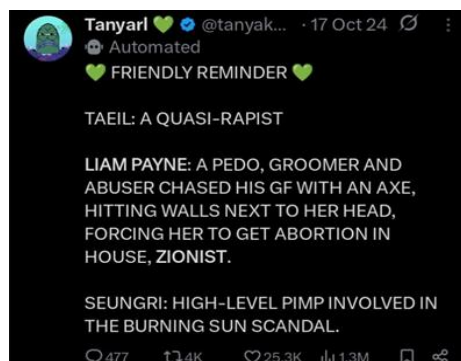 Tanyarl 💚 @tanyak... · 17 Oct 24
Automated
💚 FRIENDLY REMINDER 💚
TAEIL: A QUASI-RAPIST
LIAM PAYNE: A PEDO, GROOMER AND
ABUSER CHASED HIS GF WITH AN AXE,
HITTING WALLS NEXT TO HER HEAD,
FORCING HER TO GET ABORTION IN
HOUSE, ZIONIST.
SEUNGRI: HIGH-LEVEL PIMP INVOLVED IN
THE BURNING SUN SCANDAL.
477 4K 25.3K 1.3M